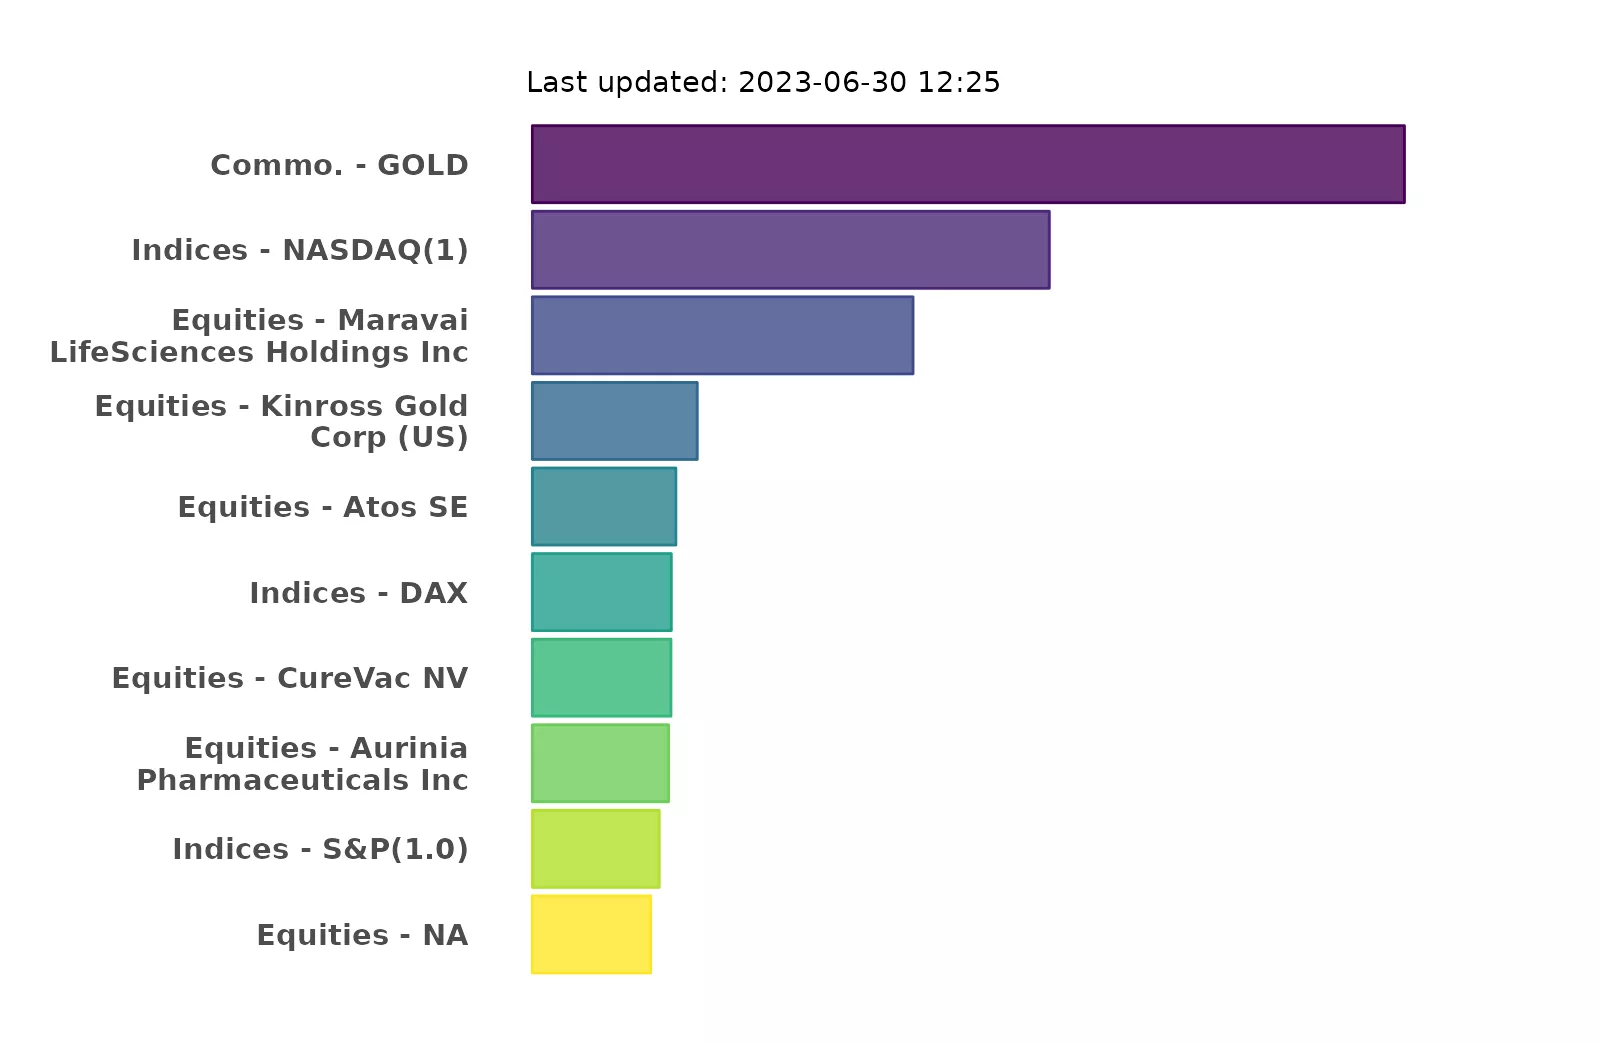 Last updated: 2023-06-30 12:25
Commo. - GOLD
Indices - NASDAQ(1)
Equities - Maravai
LifeSciences Holdings Inc
Equities - Kinross Gold
Corp (US)
Equities - Atos SE
Indices - DAX
Equities - CureVac NV
Equities - Aurinia
Pharmaceuticals Inc
Indices - S&P(1.0)
Equities - NA